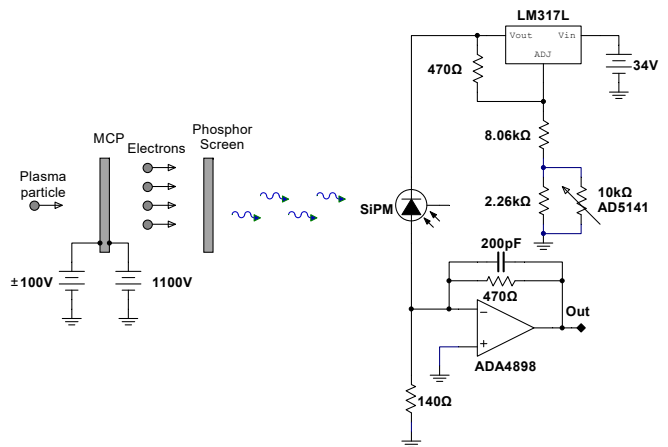 LM317L
Vout
Vin
ADJ
34V
470Ω
8.06kΩ
MCP
Electrons
Phosphor
Screen
Plasma
particle
SiPM
2.26kΩ
10kΩ
AD5141
200pF
±100V
1100V
470Ω
Out
−
+
ADA4898
140Ω